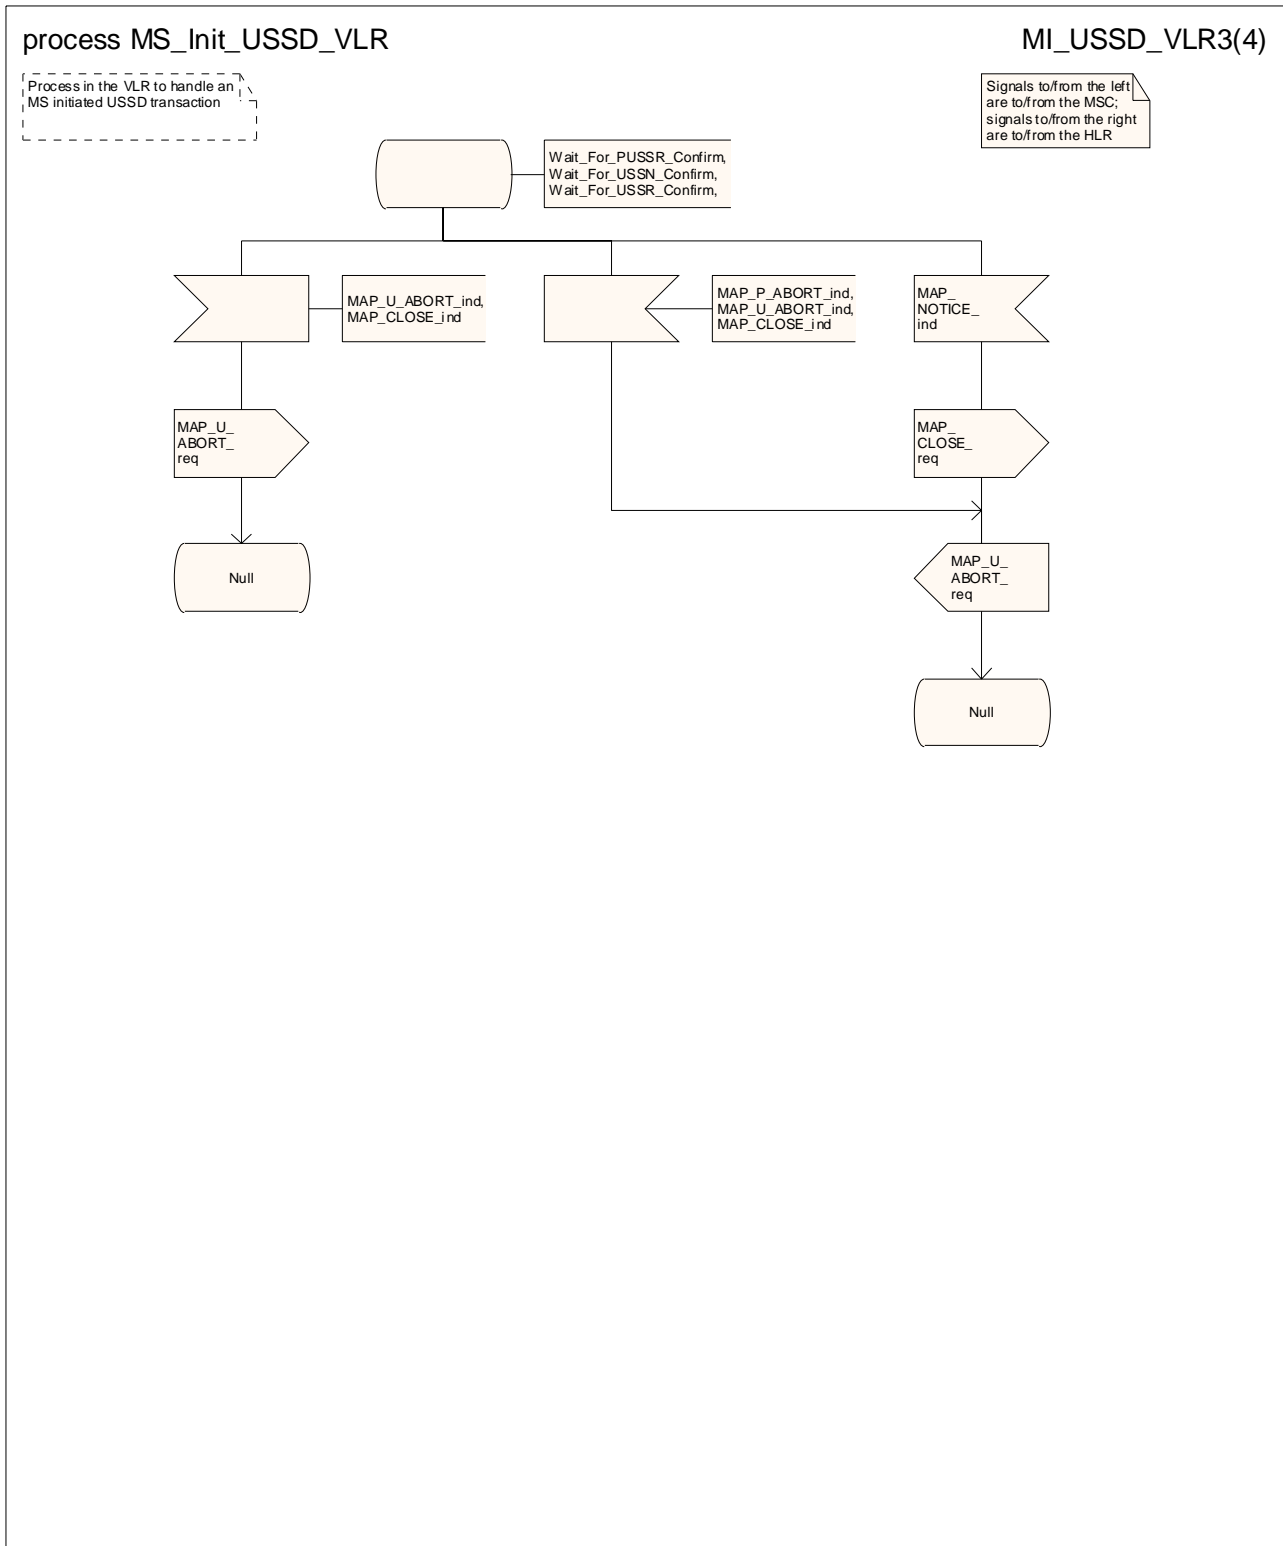 process MS_Init_USSD_VLR
MI_USSD_VLR3(4)
Process in the VLR to handle an
MS initiated USSD transaction
Signals to/from the left
are to/from the MSC;
signals to/from the right
are to/from the HLR
Wait_For_PUSSR_Confirm,
Wait_For_USSN_Confirm,
Wait_For_USSR_Confirm,
MAP_U_ABORT_ind,
MAP_CLOSE_ind
MAP_P_ABORT_ind,
MAP_U_ABORT_ind,
MAP_CLOSE_ind
MAP_
NOTICE_
ind
MAP_U_
ABORT_
req
MAP_
CLOSE_
req
Null
MAP_U_
ABORT_
req
Null